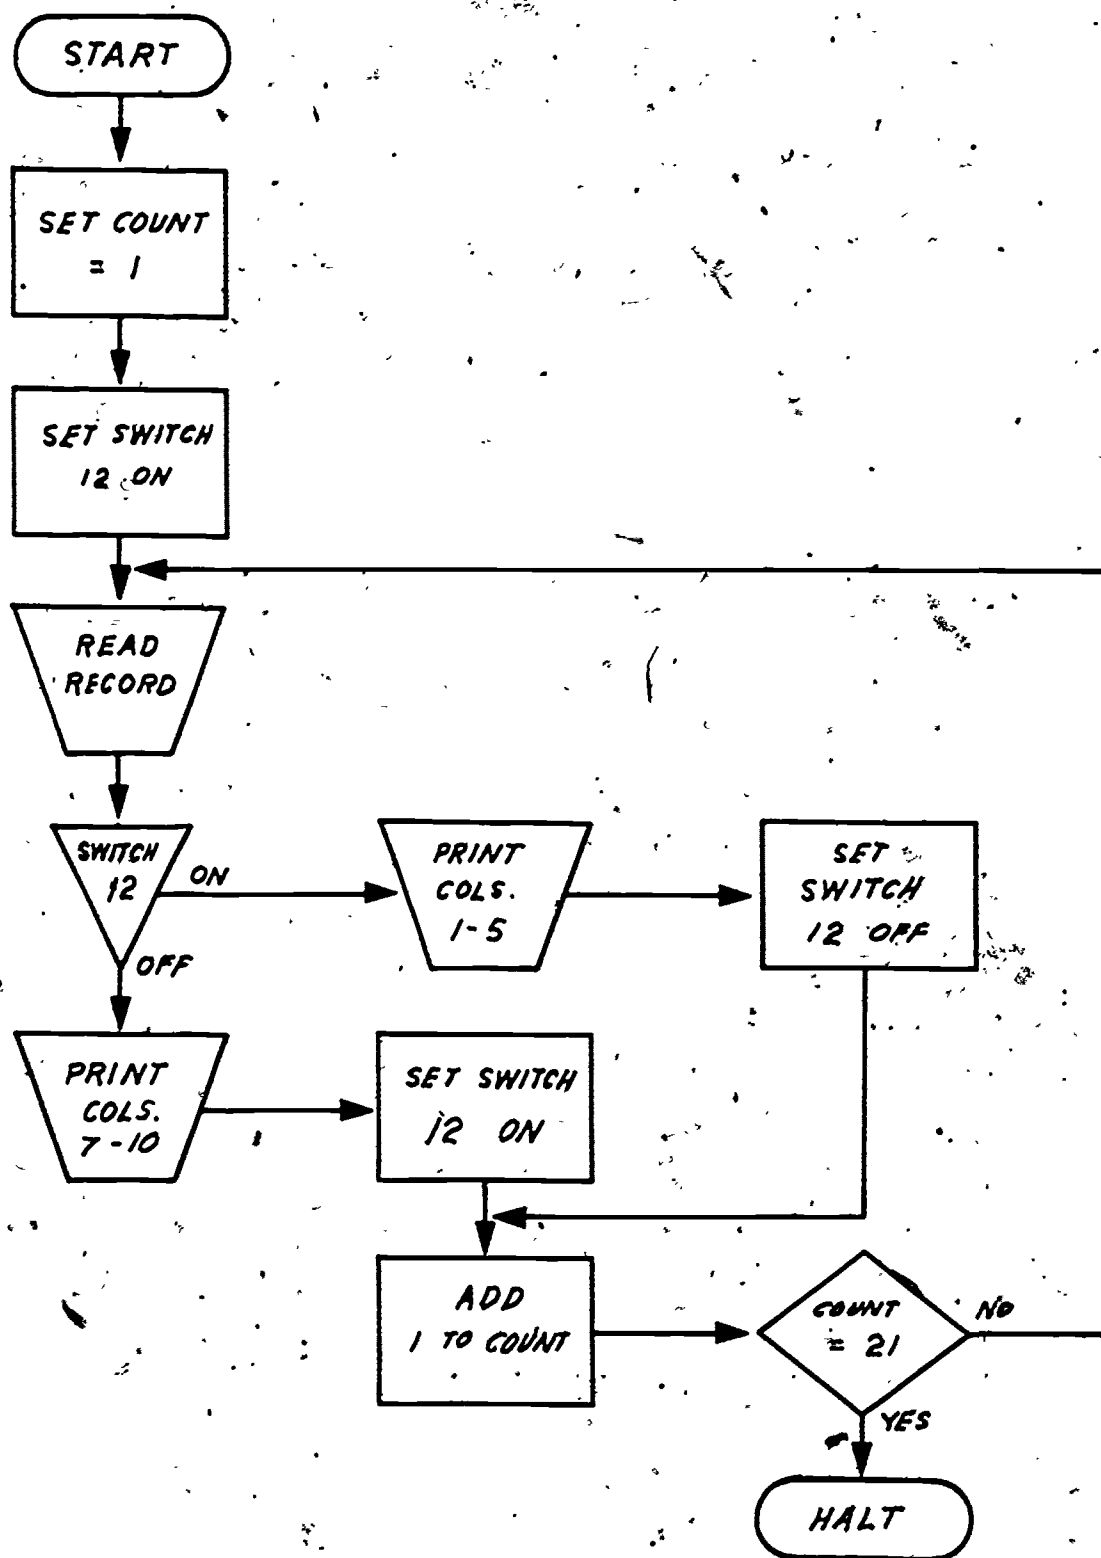 START
SET COUNT
= 1
SET SWITCH
12 ON
READ
RECORD
SWITCH
12
ON
OFF
PRINT
COLS.
1-5
SET
SWITCH
12 OFF
PRINT
COLS.
7-10
SET SWITCH
12 ON
ADD
1 TO COUNT
COUNT
= 21
NO
YES
HALT